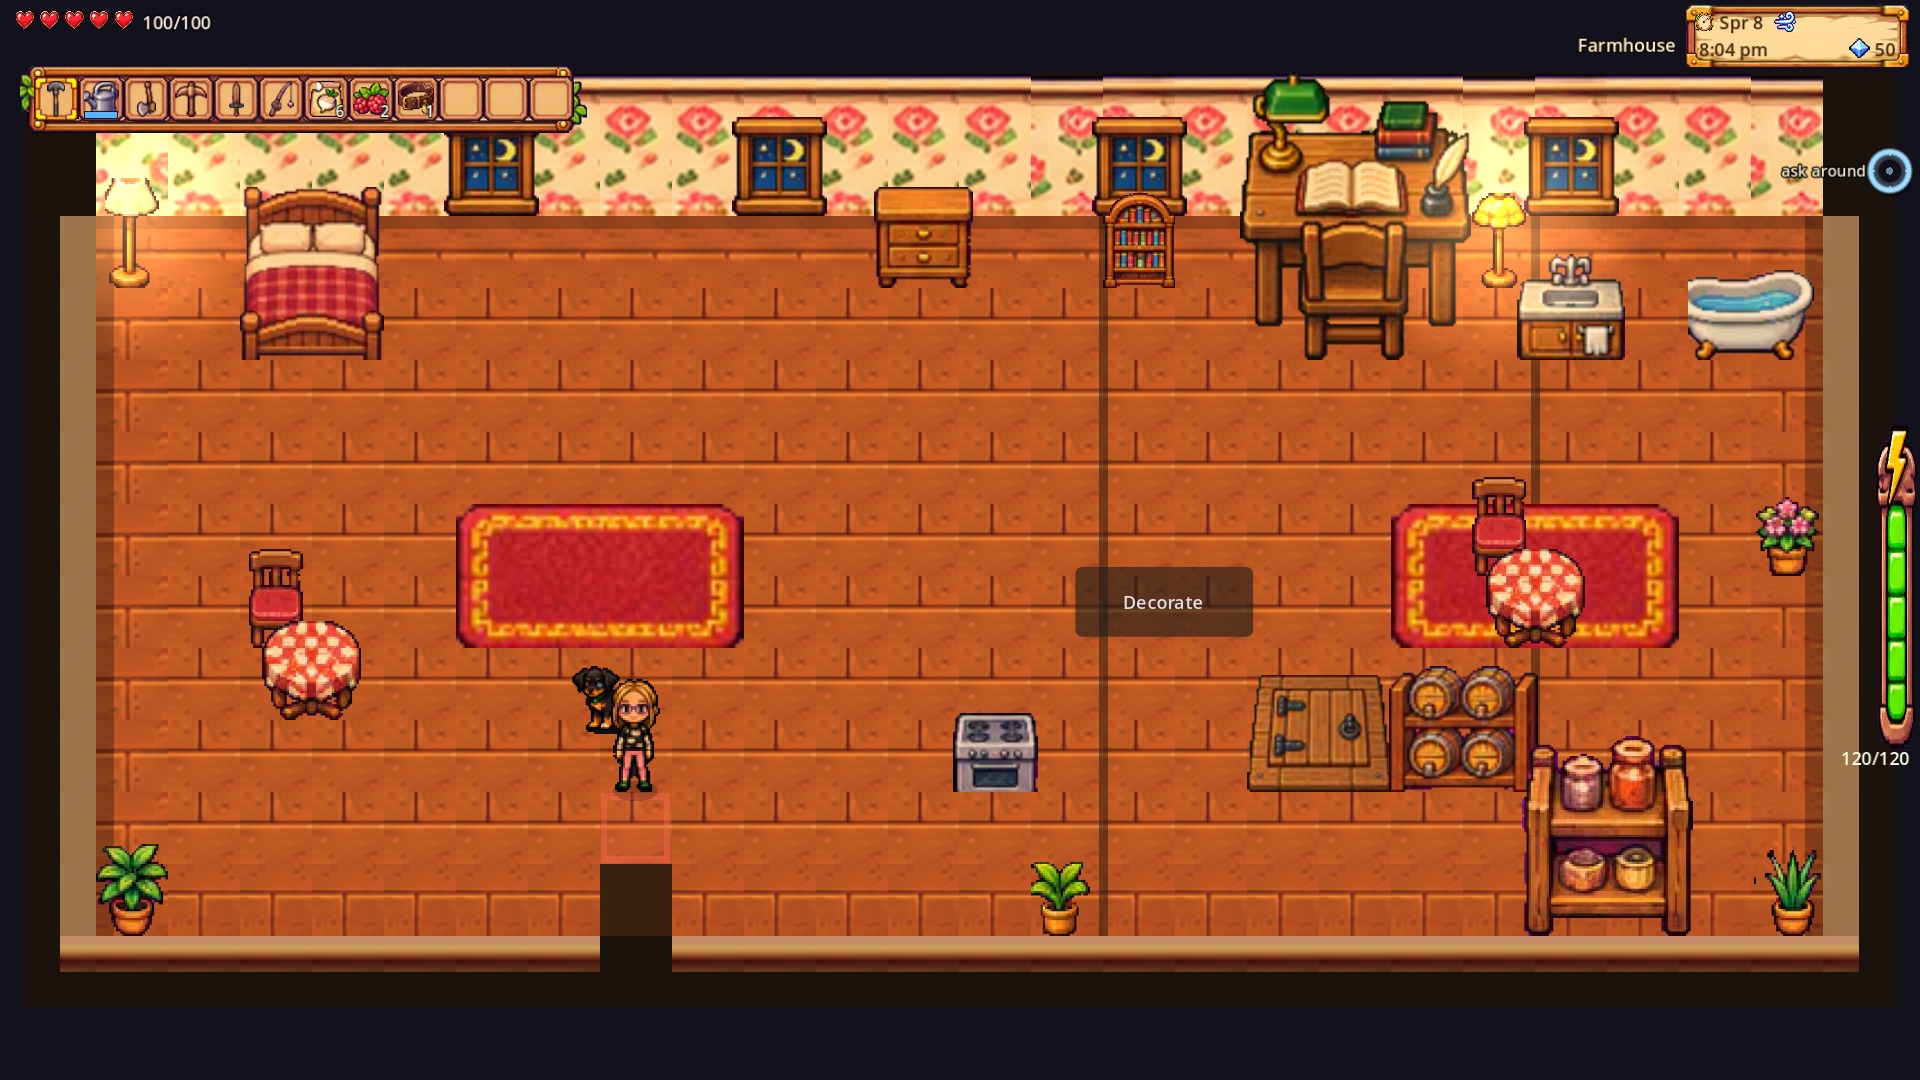 100/100
Spr 8
Farmhouse
8:04 pm
50
6
2
1
ask around
Decorate
120/120